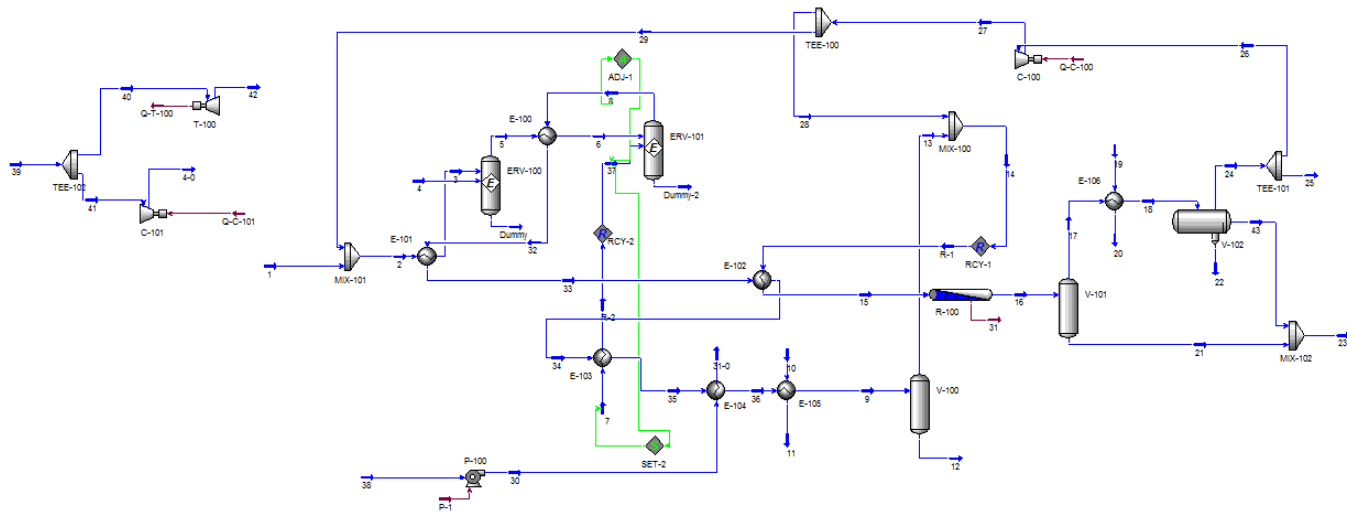 27
26
TEE-100
29
C-100
Q-C-100
A
ADJ-1
40
42
Q-T-100
T-100
8
E-100
ERV-101
28
13
MIX-100
19
39
TEE-102
4-0
5
ERV-100
6
E
14
E-106
24
TEE-101
25
41
4
3
E
37
Dummy-2
18
C-101
Q-C-101
17
43
V-102
Dummy
32
R
RCY-2
R
R-1
RCY-1
20
22
1
MIX-101
2
E-101
33
E-102
15
R-100
16
V-101
31
R-2
23
MIX-102
21
34
E-103
31-0
10
35
E-104
36
E-105
9
V-100
7
11
12
S
SET-2
38
P-100
30
P-1